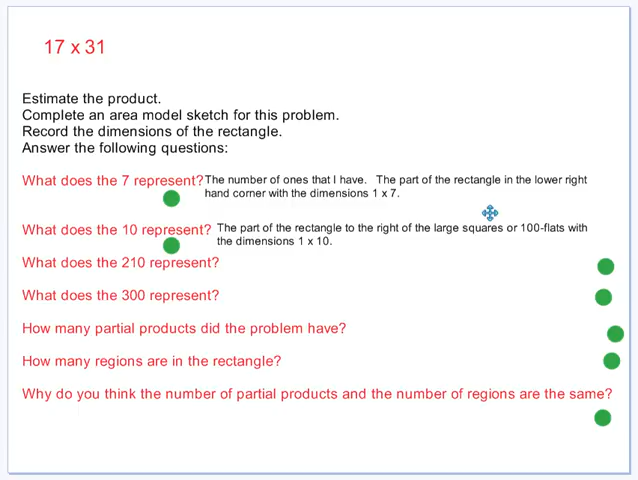 17 x 31
Estimate the product.
Complete an area model sketch for this problem.
Record the dimensions of the rectangle.
Answer the following questions:
What does the 7 represent? The number of ones that I have. The part of the rectangle in the lower right
hand corner with the dimensions 1 x 7.
What does the 10 represent? The part of the rectangle to the right of the large squares or 100-flats with
the dimensions 1 x 10.
What does the 210 represent?
What does the 300 represent?
How many partial products did the problem have?
How many regions are in the rectangle?
Why do you think the number of partial products and the number of regions are the same?